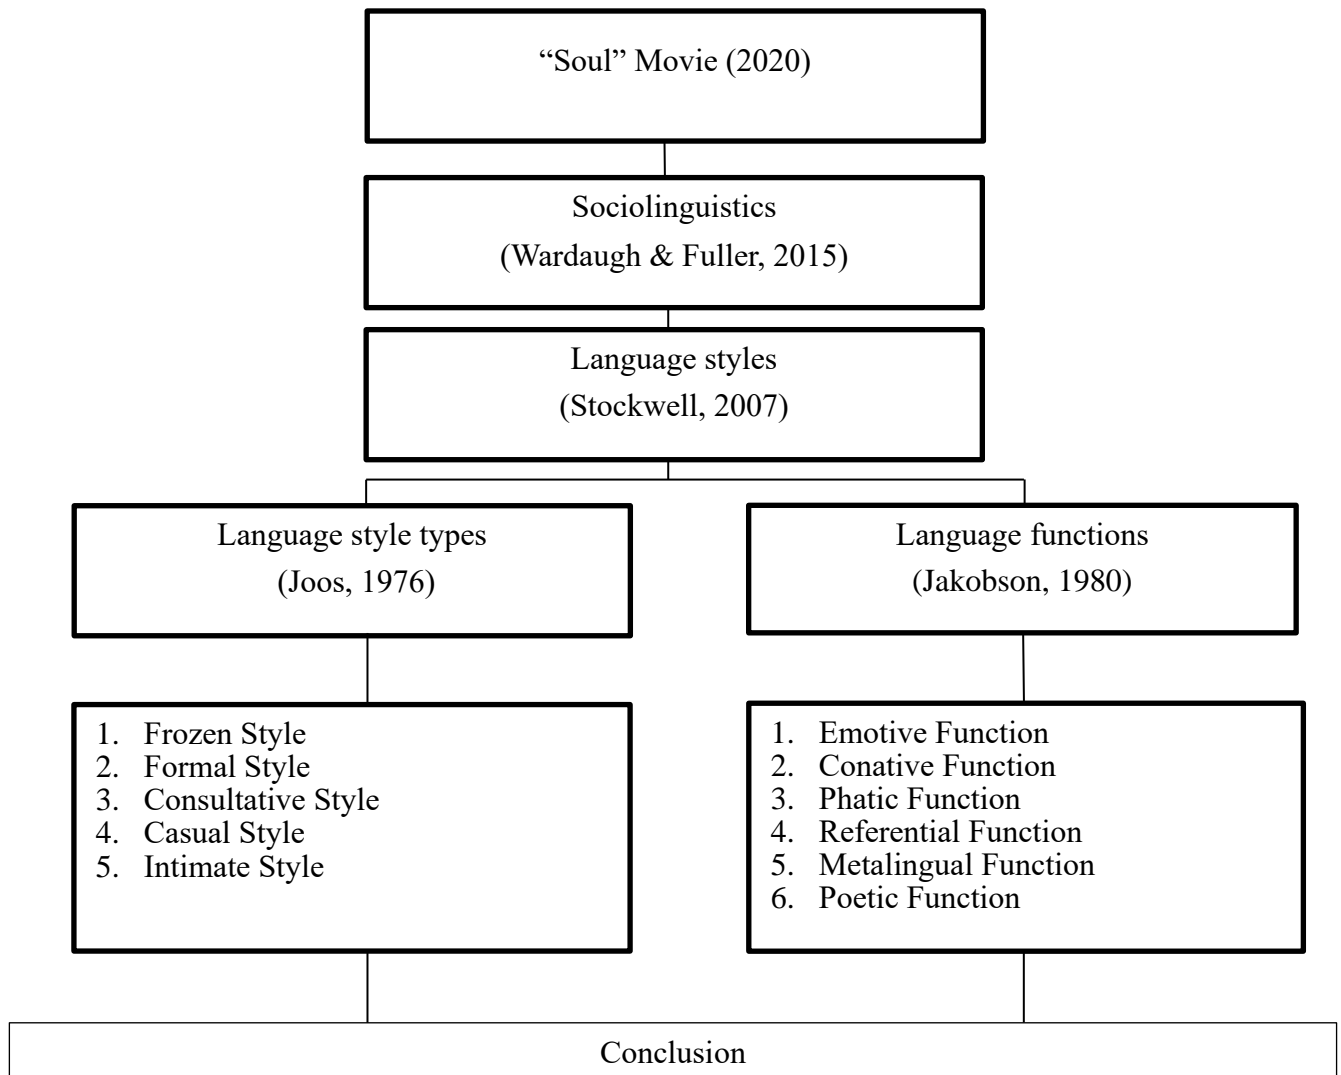 “Soul” Movie (2020)
Sociolinguistics
(Wardaugh & Fuller, 2015)
Language styles
(Stockwell, 2007)
Language style types
(Joos, 1976)
Language functions
(Jakobson, 1980)
1. Frozen Style
2. Formal Style
3. Consultative Style
4. Casual Style
5. Intimate Style
1. Emotive Function
2. Conative Function
3. Phatic Function
4. Referential Function
5. Metalingual Function
6. Poetic Function
Conclusion